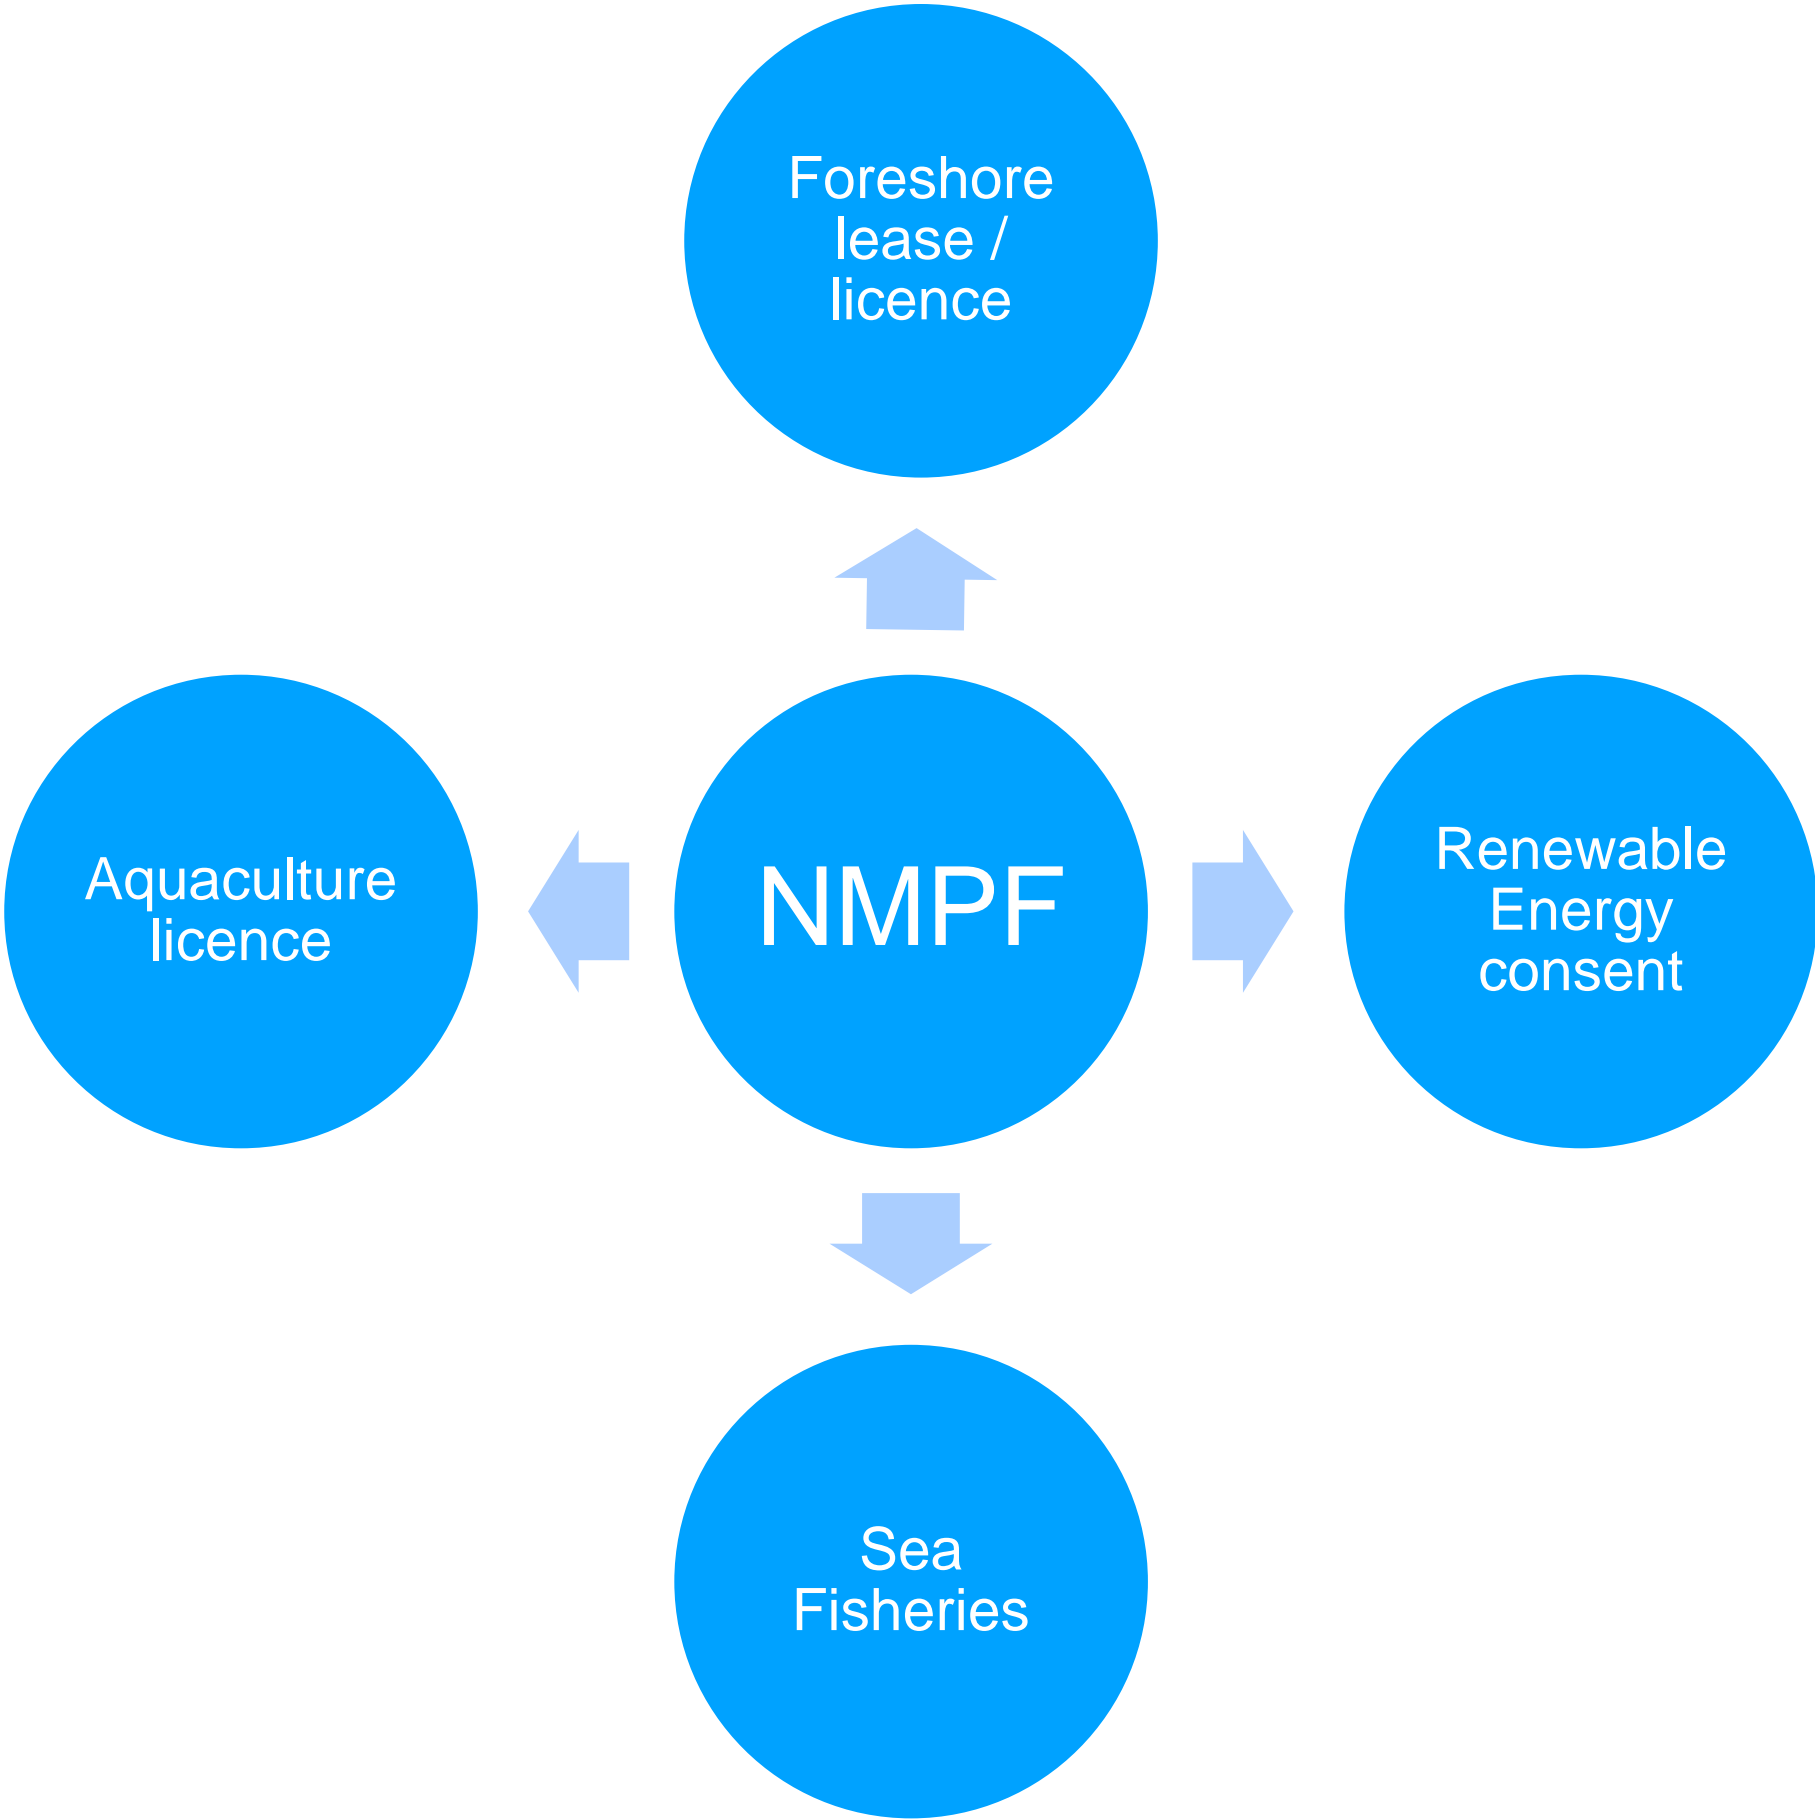 Foreshore
lease /
licence
Aquaculture
licence
NMPF
Renewable
Energy
consent
Sea
Fisheries